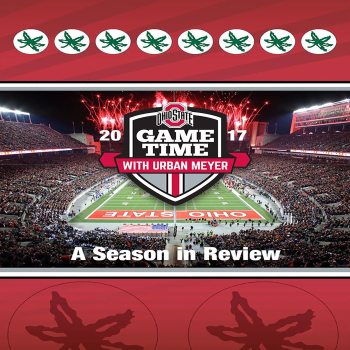 OHIO STATE
20 17
GAME
TIME
WITH URBAN MEYER
STATE OHIO
A Season in Review